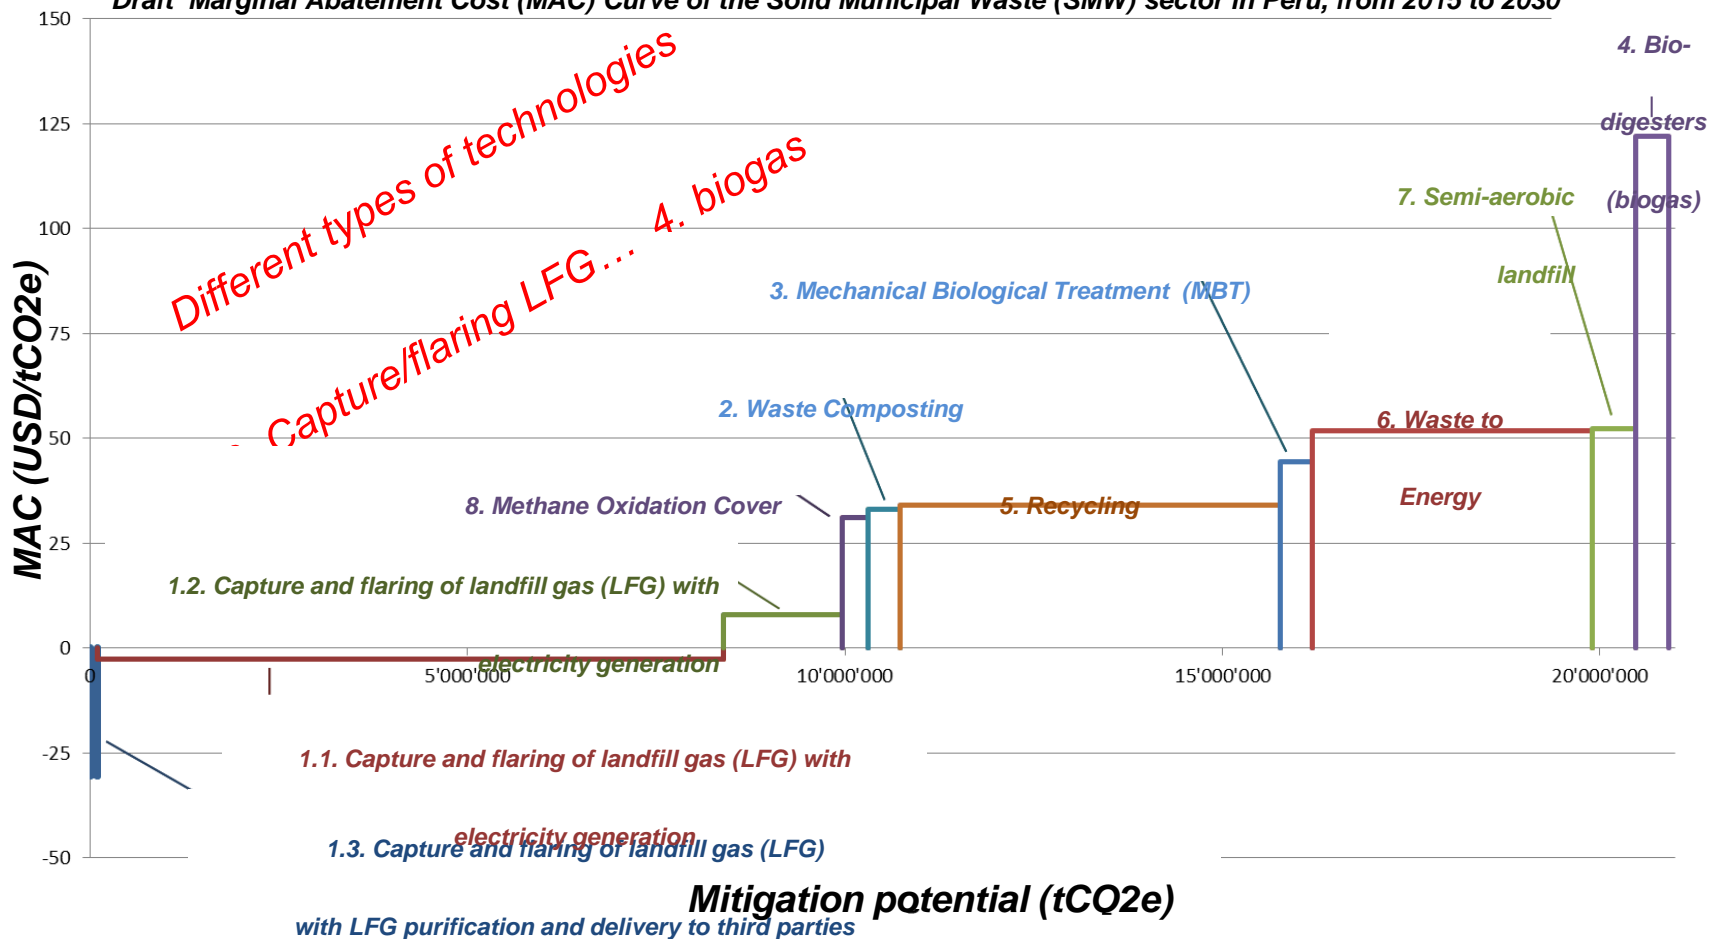 Draft Marginal Abatement Cost (MAC) Curve of the Solid Municipal Waste (SMW) sector in Peru, from 2015 to 2030
150
125
100
75
50
25
0
-25
-50
MAC (USD/tCO2e)
Different types of technologies
Capture/flaring LFG… 4. biogas
4. Bio-
digesters
(biogas)
7. Semi-aerobic
landfill
3. Mechanical Biological Treatment (MBT)
2. Waste Composting
6. Waste to
Energy
8. Methane Oxidation Cover
5. Recycling
1.2. Capture and flaring of landfill gas (LFG) with
electricity generation
0
5'000'000
10'000'000
15'000'000
20'000'000
1.1. Capture and flaring of landfill gas (LFG) with
electricity generation
1.3. Capture and flaring of landfill gas (LFG)
with LFG purification and delivery to third parties
Mitigation potential (tCO2e)